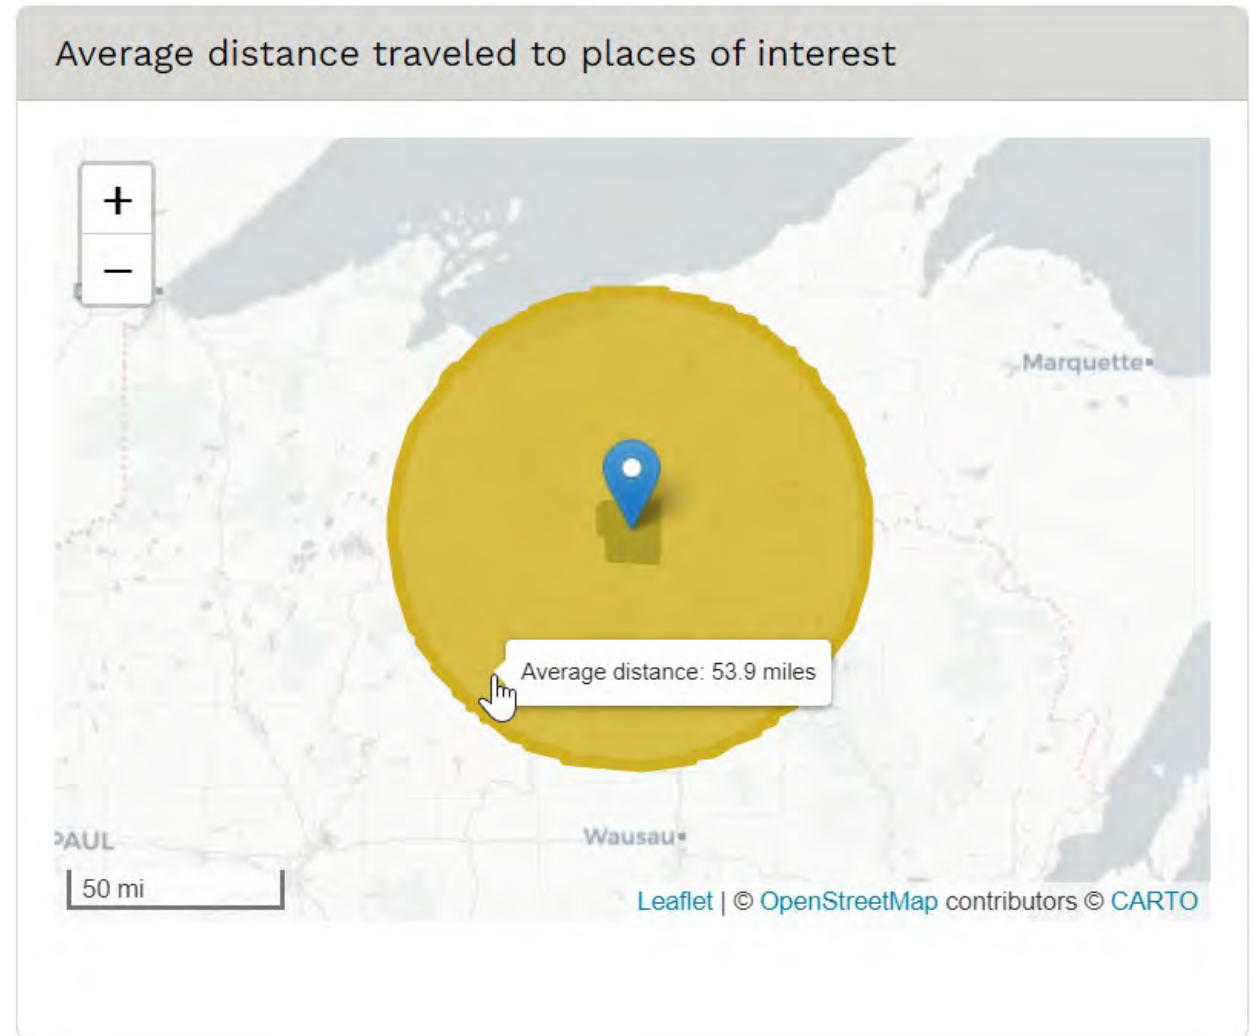 Average distance traveled to places of interest
+
−
Marquette
Average distance: 53.9 miles
PAUL
Wausau
50 mi
Leaflet | © OpenStreetMap contributors © CARTO